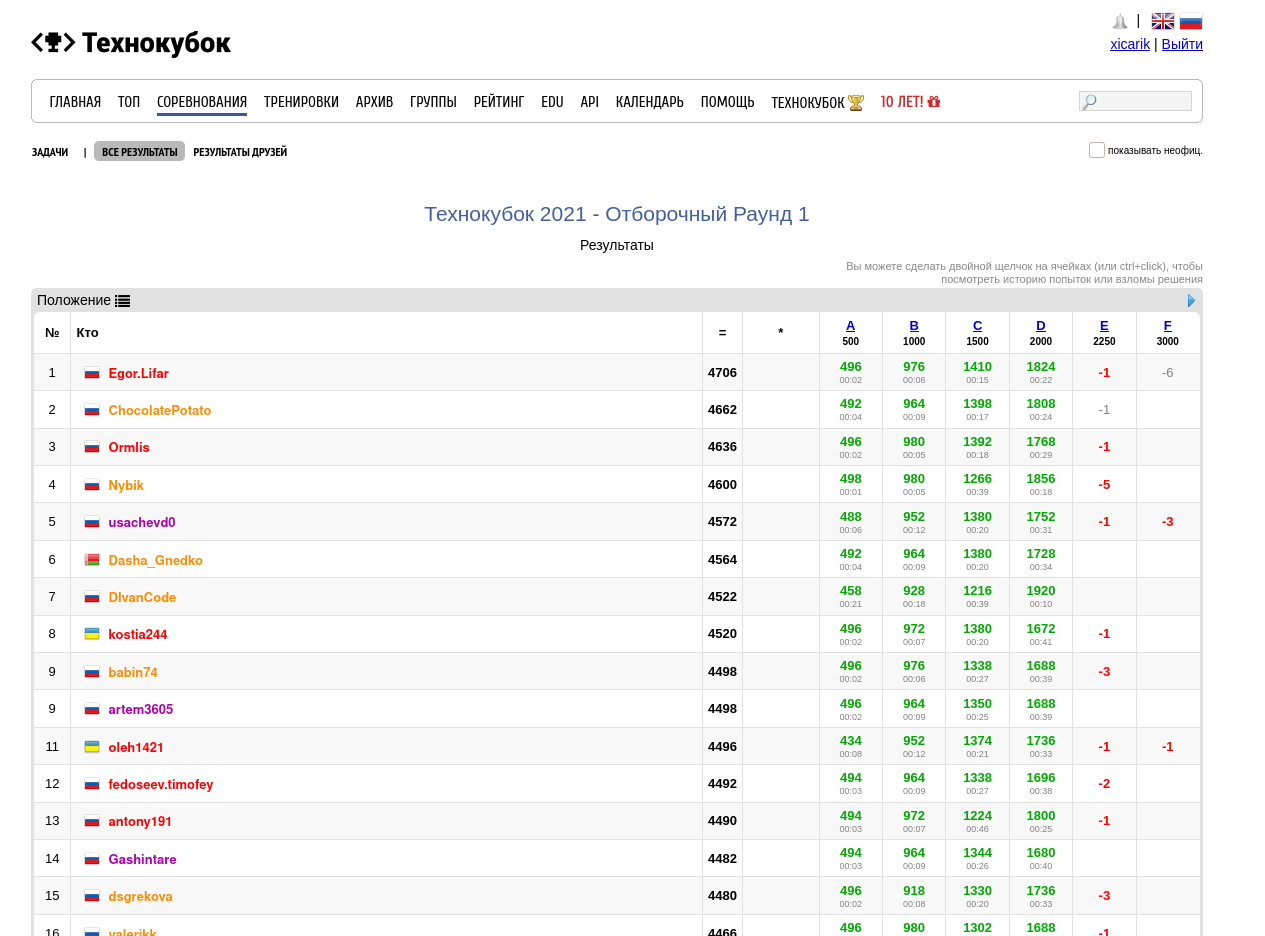 Технокубок
|
xicarik | Выйти
ГЛАВНАЯ ТОП СОРЕВНОВАНИЯ ТРЕНИРОВКИ АРХИВ ГРУППЫ РЕЙТИНГ EDU API КАЛЕНДАРЬ ПОМОЩЬ ТЕХНОКУБОК 10 ЛЕТ!
ЗАДАЧИ | ВСЕ РЕЗУЛЬТАТЫ РЕЗУЛЬТАТЫ ДРУЗЕЙ показывать неофиц.
Технокубок 2021 - Отборочный Раунд 1
Результаты
Вы можете сделать двойной щелчок на ячейках (или ctrl+click), чтобы
посмотреть историю попыток или взломы решения
Положение
№ Кто = * A B C D E F
500 1000 1500 2000 2250 3000
1 Egor.Lifar 4706 496 976 1410 1824 -1 -6
00:02 00:06 00:15 00:22
2 ChocolatePotato 4662 492 964 1398 1808 -1
00:04 00:09 00:17 00:24
3 Ormlis 4636 496 980 1392 1768 -1
00:02 00:05 00:18 00:29
4 Nybik 4600 498 980 1266 1856 -5
00:01 00:05 00:39 00:18
5 usachevd0 4572 488 952 1380 1752 -1 -3
00:06 00:12 00:20 00:31
6 Dasha_Gnedko 4564 492 964 1380 1728
00:04 00:09 00:20 00:34
7 DIvanCode 4522 458 928 1216 1920
00:21 00:18 00:39 00:10
8 kostia244 4520 496 972 1380 1672 -1
00:02 00:07 00:20 00:41
9 babin74 4498 496 976 1338 1688 -3
00:02 00:06 00:27 00:39
9 artem3605 4498 496 964 1350 1688
00:02 00:09 00:25 00:39
11 oleh1421 4496 434 952 1374 1736 -1 -1
00:08 00:12 00:21 00:33
12 fedoseev.timofey 4492 494 964 1338 1696 -2
00:03 00:09 00:27 00:38
13 antony191 4490 494 972 1224 1800 -1
00:03 00:07 00:46 00:25
14 Gashintare 4482 494 964 1344 1680
00:03 00:09 00:26 00:40
15 dsgrekova 4480 496 918 1330 1736 -3
00:02 00:08 00:20 00:33
16 valerikk 4466 496 980 1302 1688 -1